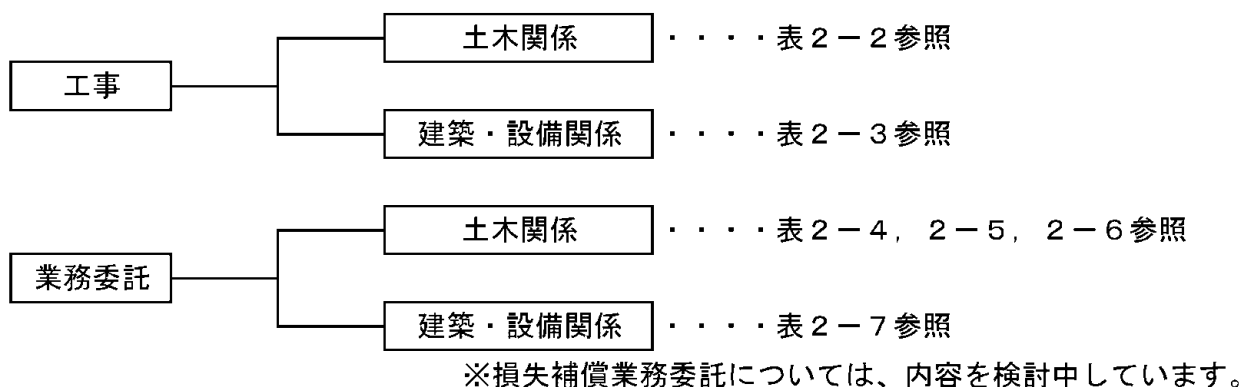 土木関係 ・・・・表２－２参照
工事
建築・設備関係 ・・・・表２－３参照
土木関係 ・・・・表２－４，２－５，２－６参照
業務委託
建築・設備関係 ・・・・表２－７参照
※損失補償業務委託については、内容を検討中しています。